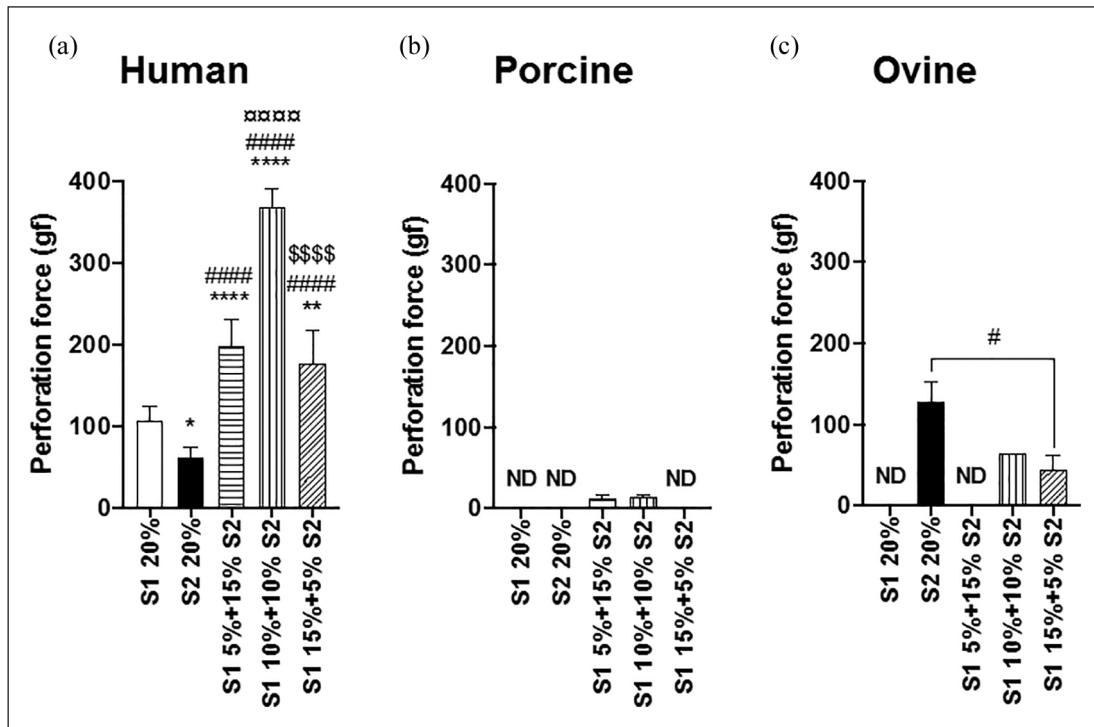 (a)
Human
Perforation force (gf)
400
300
200
100
0
¤¤¤¤
####
****
####
****
$$$$
####
**
*
S1 20%
S2 20%
S1 5%+15% S2
S1 10%+10% S2
S1 15%+5% S2
(b)
Porcine
Perforation force (gf)
400
300
200
100
0
ND
ND
ND
S1 20%
S2 20%
S1 5%+15% S2
S1 10%+10% S2
S1 15%+5% S2
(c)
Ovine
Perforation force (gf)
400
300
200
100
0
#
ND
ND
S1 20%
S2 20%
S1 5%+15% S2
S1 10%+10% S2
S1 15%+5% S2